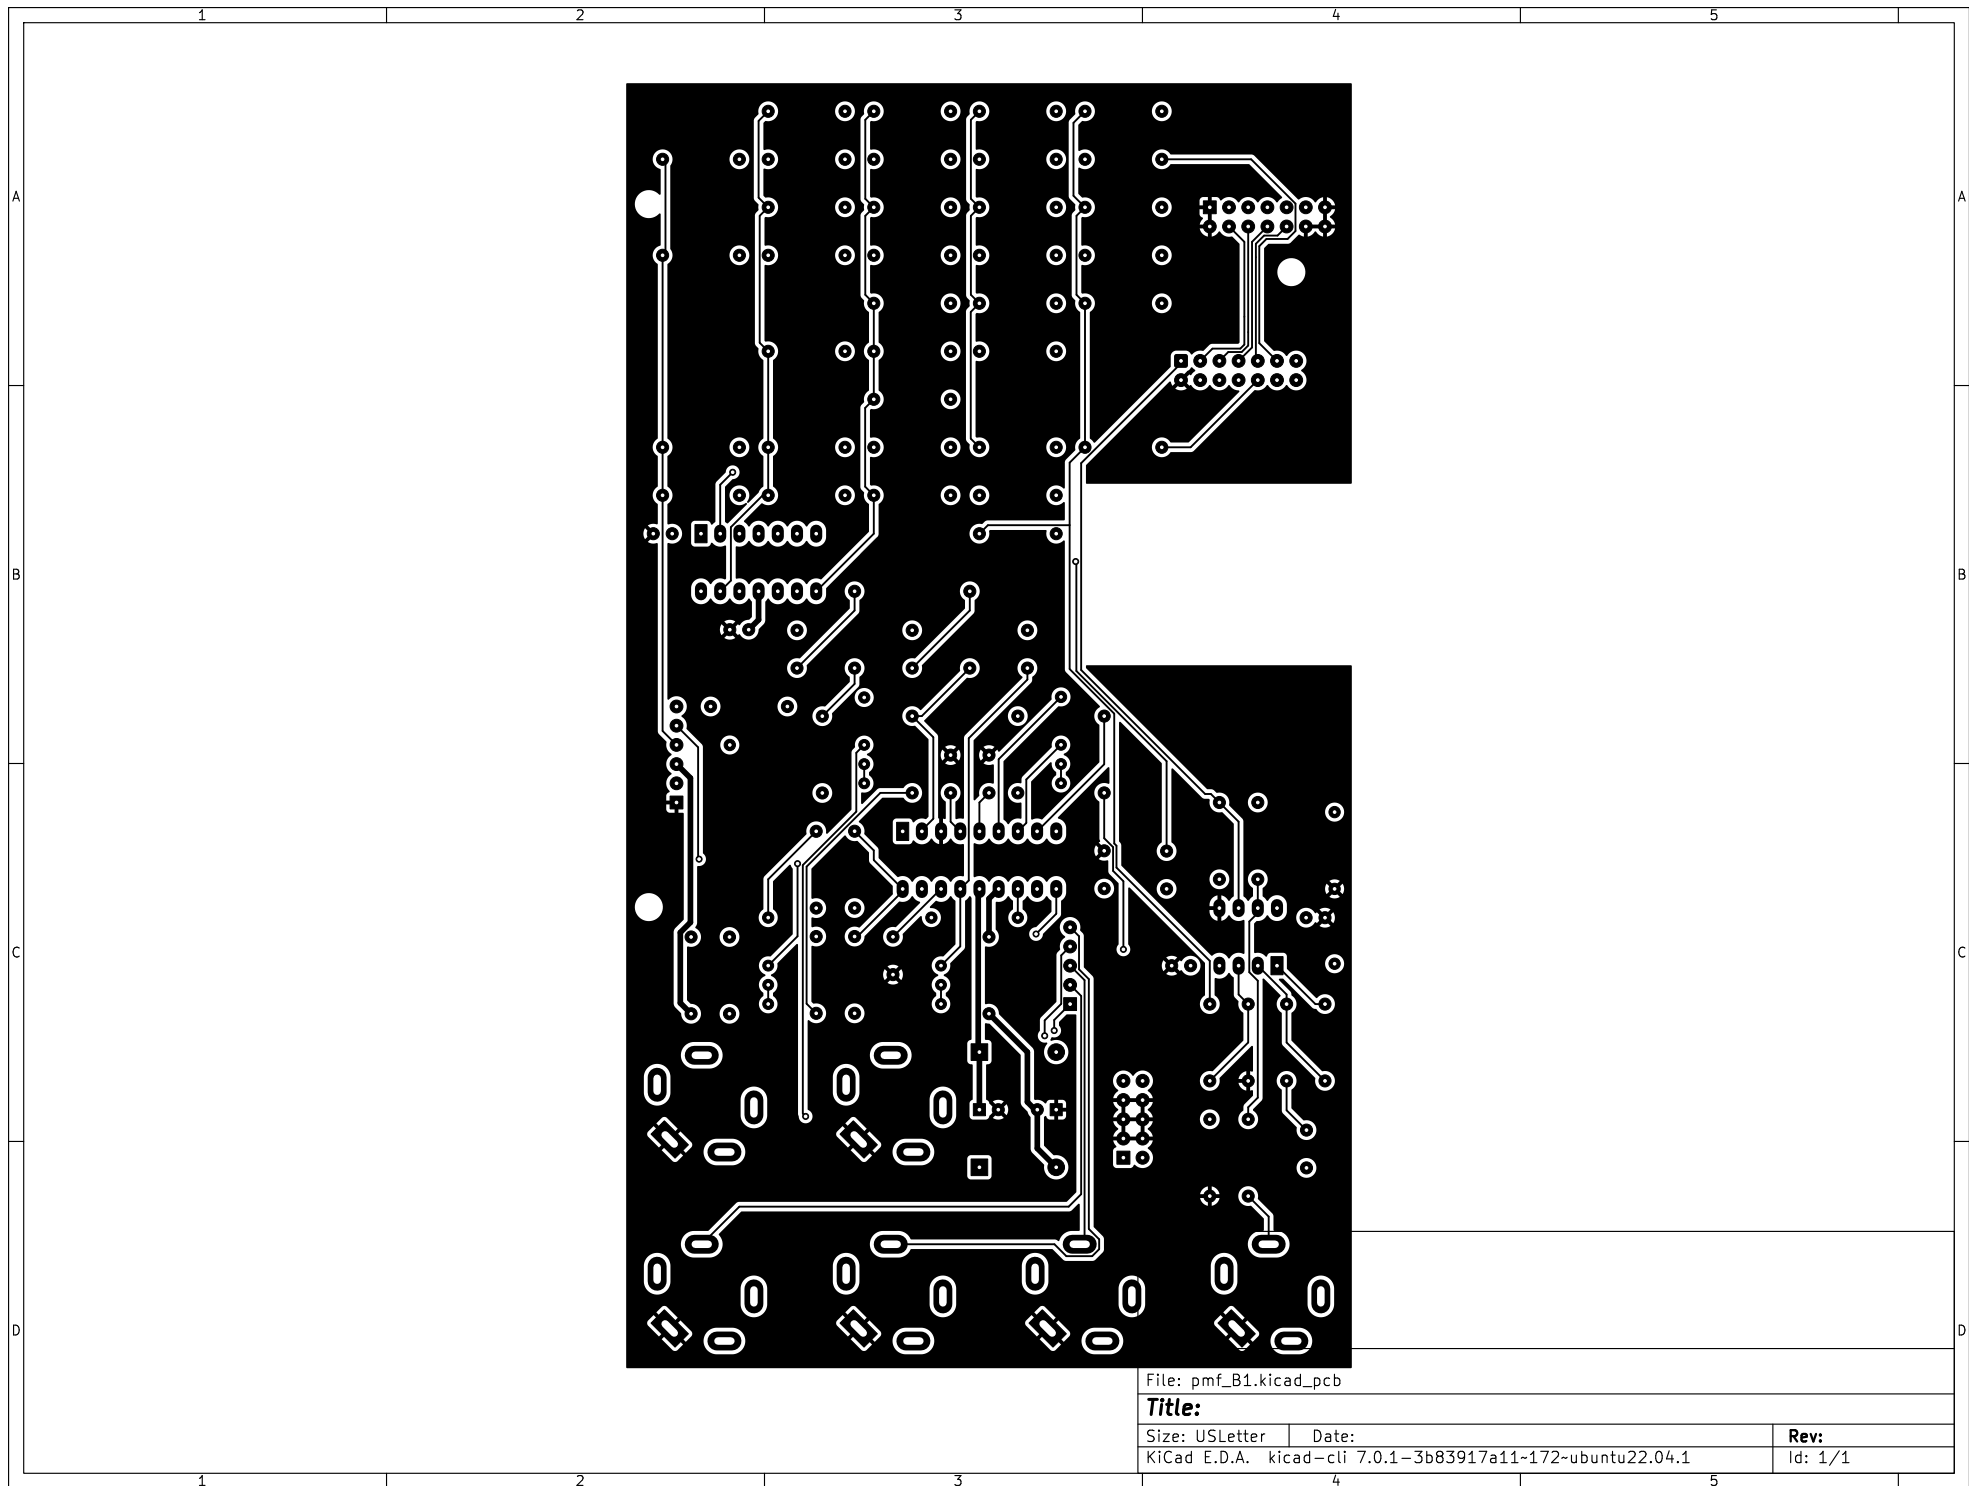 1 2 3 4 5
A A
B B
C C
D D
File: pmf_B1.kicad_pcb
Title:
Size: USLetter Date: Rev:
KiCad E.D.A. kicad-cli 7.0.1-3b83917a11~172~ubuntu22.04.1 Id: 1/1
1 2 3 4 5